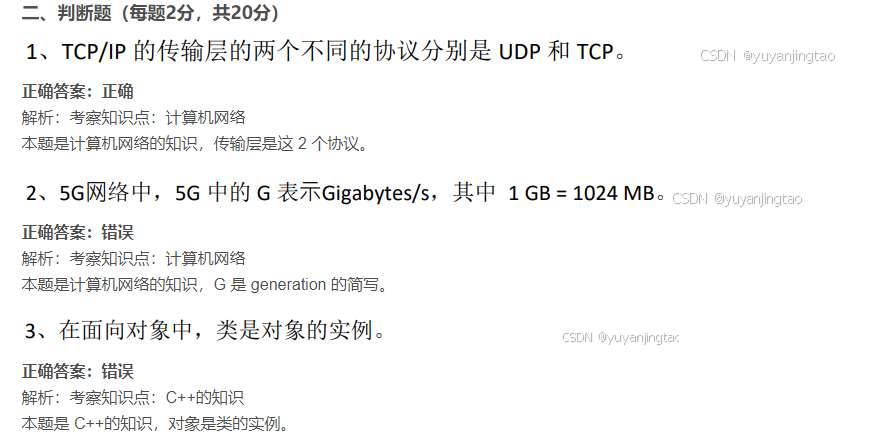 二、判断题（每题2分，共20分）
1、TCP/IP 的传输层的两个不同的协议分别是 UDP 和 TCP。
CSDN @yuyanjingtao
正确答案：正确
解析：考察知识点：计算机网络
本题是计算机网络的知识，传输层是这 2 个协议。
2、5G网络中，5G 中的 G 表示Gigabytes/s，其中 1 GB = 1024 MB。
CSDN @yuyanjingtao
正确答案：错误
解析：考察知识点：计算机网络
本题是计算机网络的知识，G 是 generation 的简写。
3、在面向对象中，类是对象的实例。
CSDN @yuyanjingtao
正确答案：错误
解析：考察知识点：C++的知识
本题是 C++的知识，对象是类的实例。